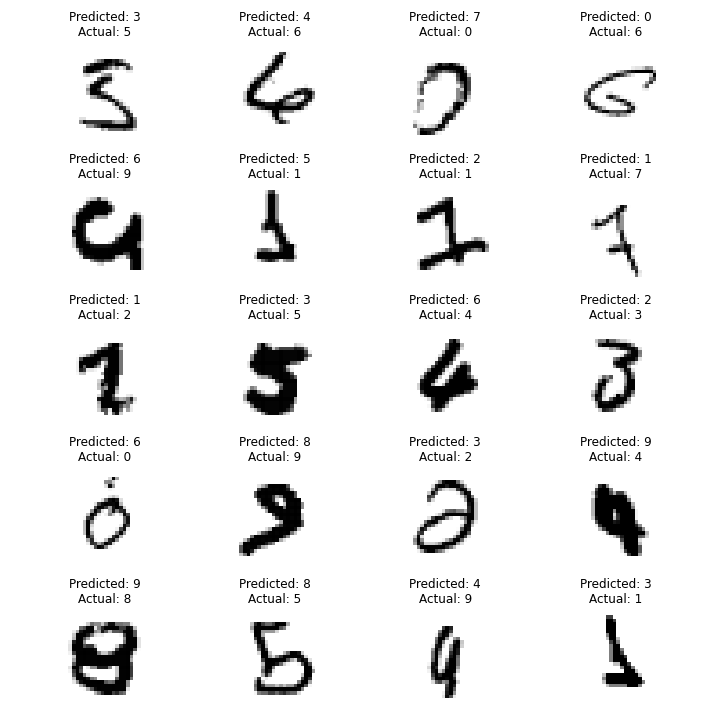 Predicted: 3
Actual: 5
Predicted: 4
Actual: 6
Predicted: 7
Actual: 0
Predicted: 0
Actual: 6
Predicted: 6
Actual: 9
Predicted: 5
Actual: 1
Predicted: 2
Actual: 1
Predicted: 1
Actual: 7
Predicted: 1
Actual: 2
Predicted: 3
Actual: 5
Predicted: 6
Actual: 4
Predicted: 2
Actual: 3
Predicted: 6
Actual: 0
Predicted: 8
Actual: 9
Predicted: 3
Actual: 2
Predicted: 9
Actual: 4
Predicted: 9
Actual: 8
Predicted: 8
Actual: 5
Predicted: 4
Actual: 9
Predicted: 3
Actual: 1